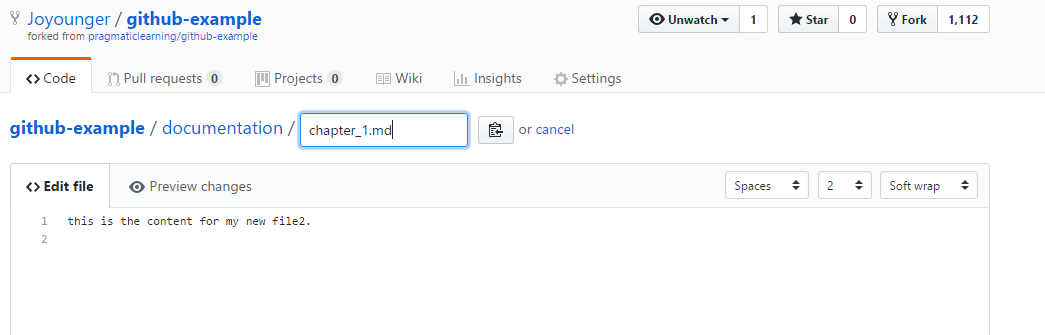 Joyounger / github-example
forked from pragmaticlearning/github-example
Unwatch 1 Star 0 Fork 1,112
Code Pull requests 0 Projects 0 Wiki Insights Settings
github-example / documentation / chapter_1.md or cancel
Edit file Preview changes Spaces 2 Soft wrap
1 this is the content for my new file2.
2